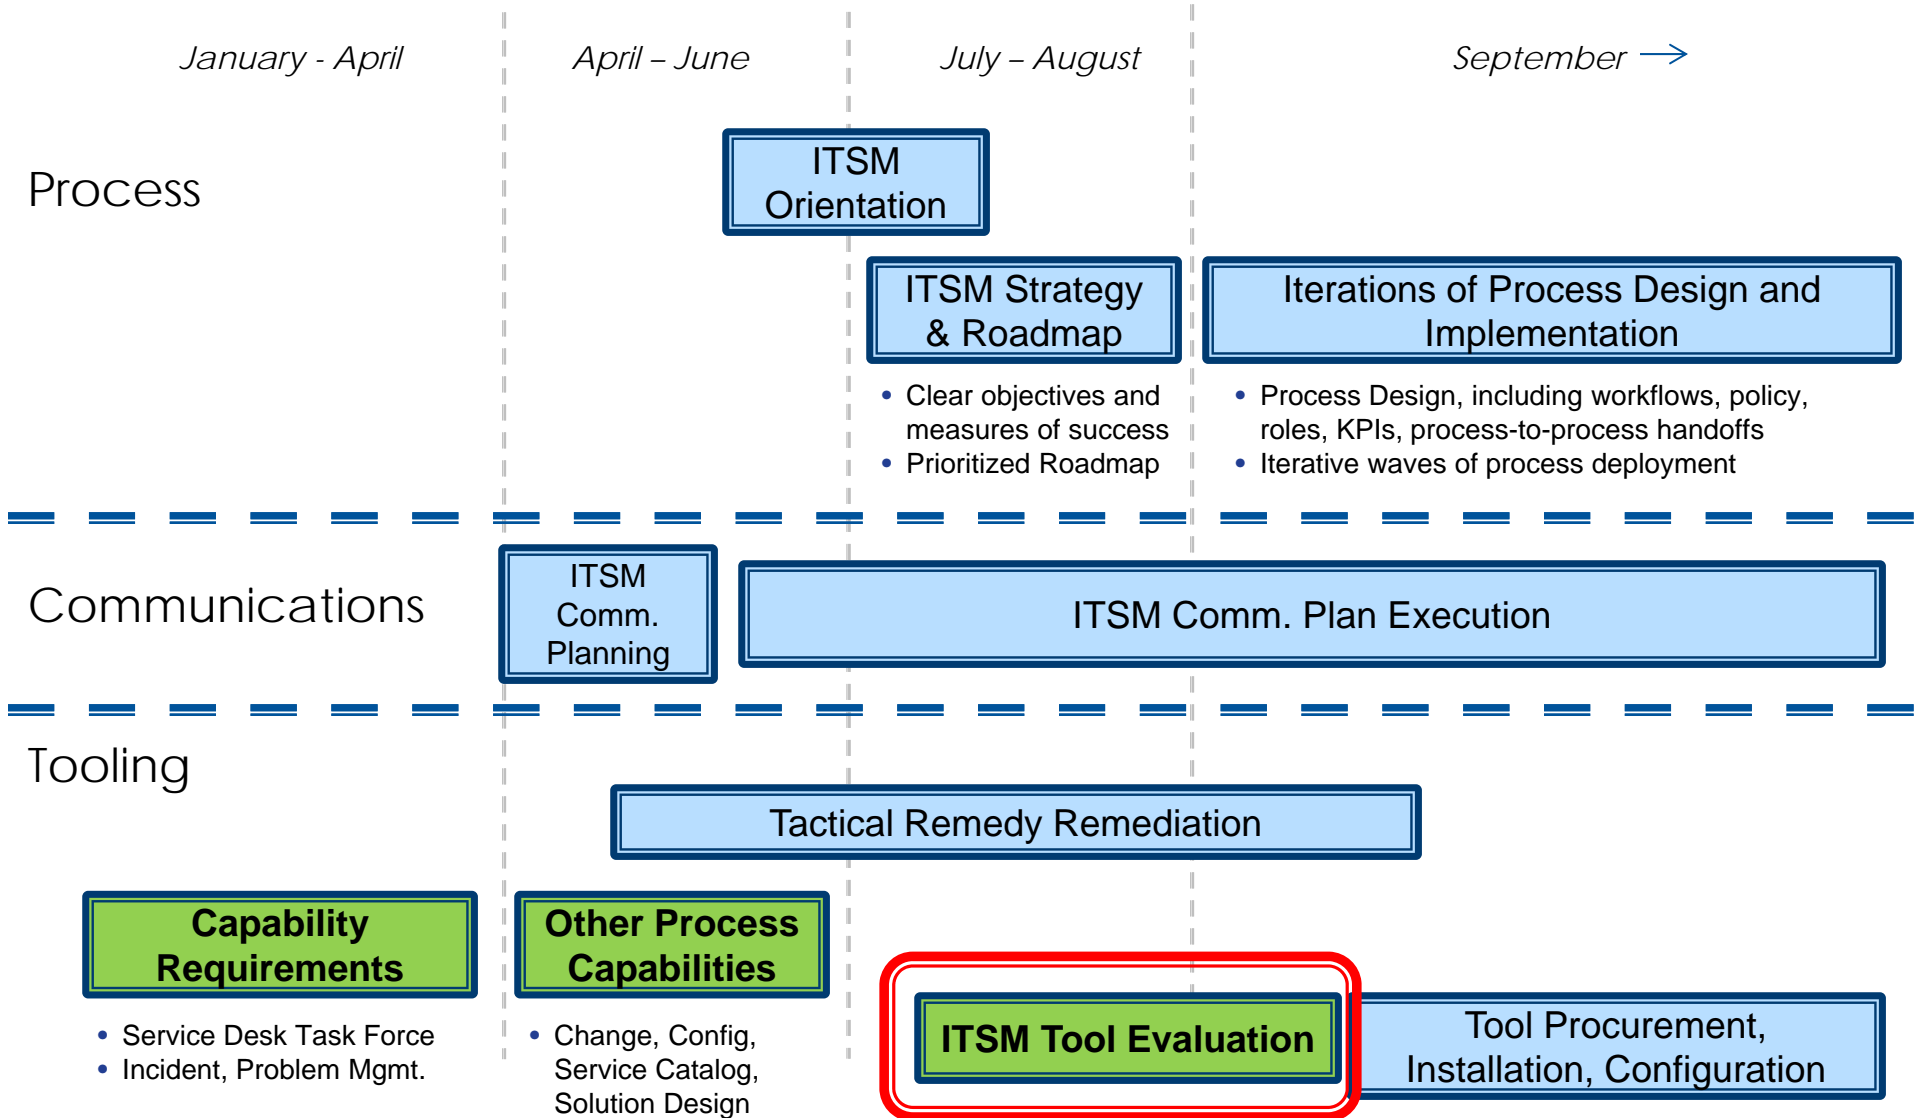 January - April
April – June
July – August
September →
Process
ITSM
Orientation
ITSM Strategy
& Roadmap
Iterations of Process Design and
Implementation
• Clear objectives and
measures of success
• Prioritized Roadmap
• Process Design, including workflows, policy,
roles, KPIs, process-to-process handoffs
• Iterative waves of process deployment
Communications
ITSM
Comm.
Planning
ITSM Comm. Plan Execution
Tooling
Tactical Remedy Remediation
Capability
Requirements
• Service Desk Task Force
• Incident, Problem Mgmt.
Other Process
Capabilities
• Change, Config,
Service Catalog,
Solution Design
ITSM Tool Evaluation
Tool Procurement,
Installation, Configuration